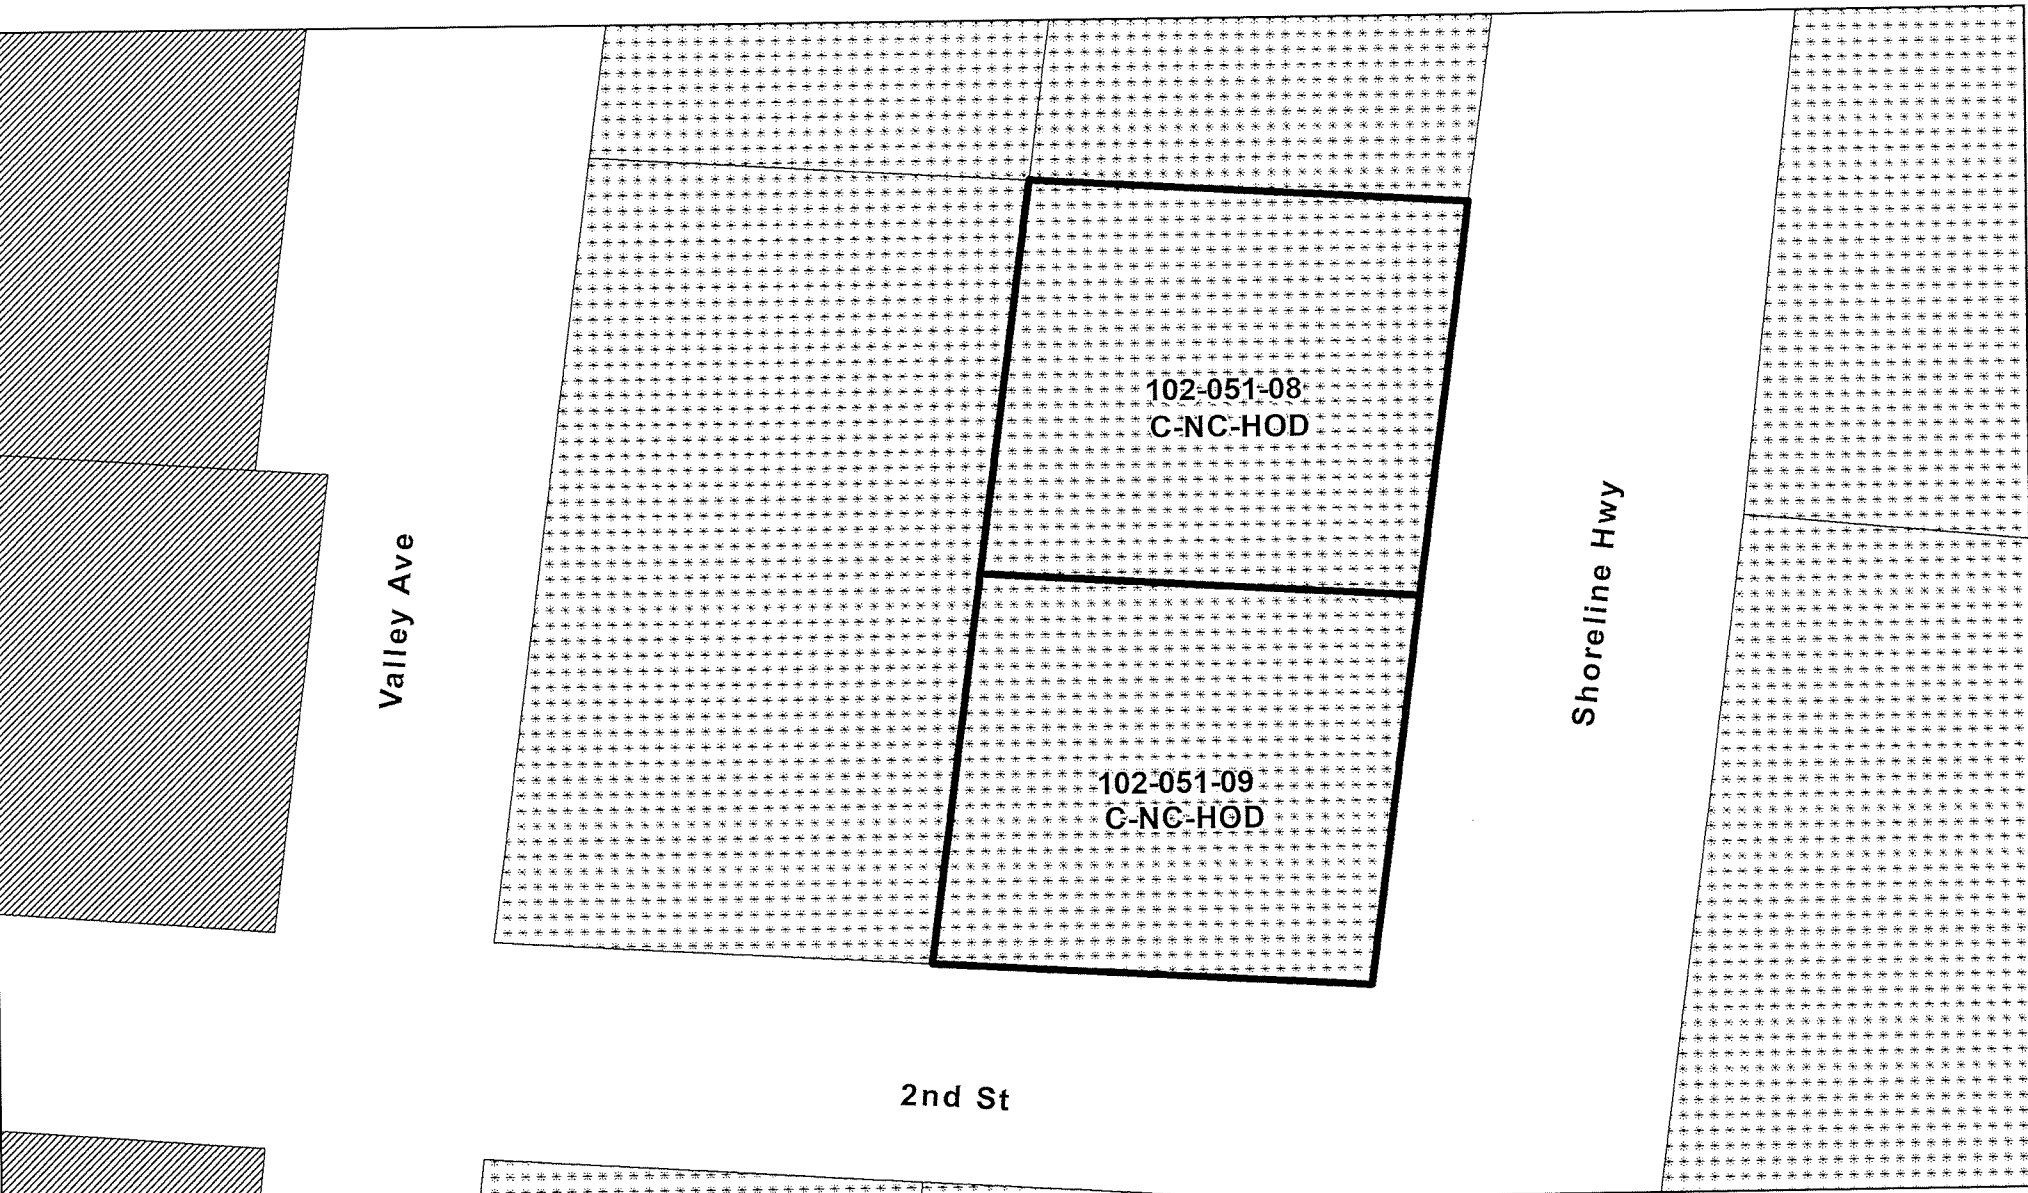 102-051-08
C-NC-HOD
Valley Ave
Shoreline Hwy
102-051-09
C-NC-HOD
2nd St